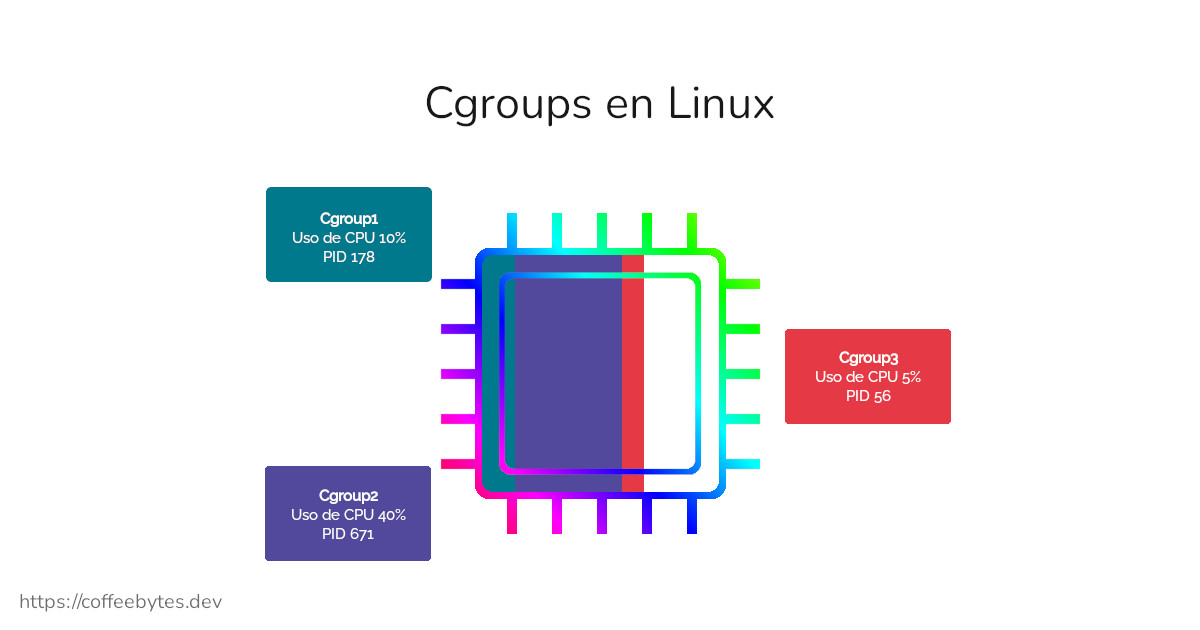 Cgroups en Linux
Cgroup1
Uso de CPU 10%
PID 178
Cgroup3
Uso de CPU 5%
PID 56
Cgroup2
Uso de CPU 40%
PID 671
https://coffeebytes.dev